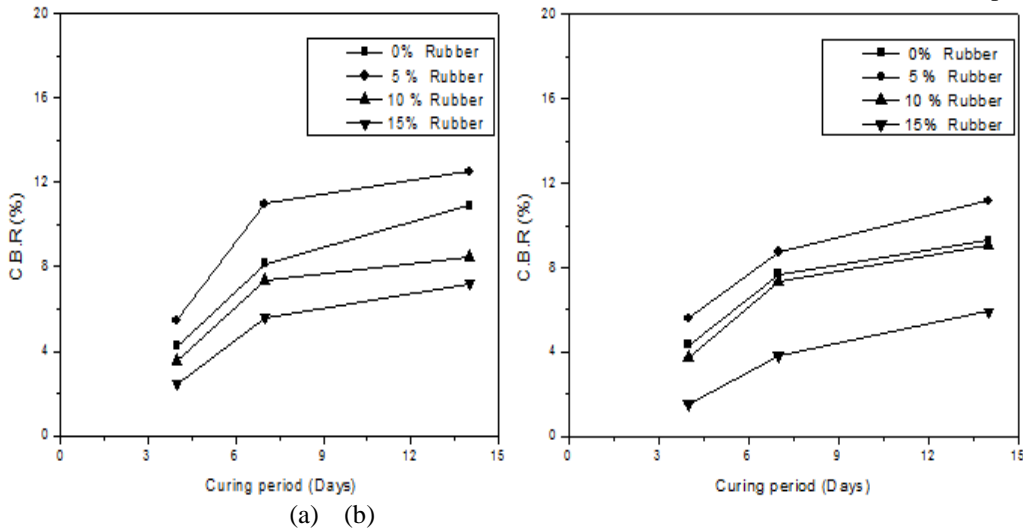 20
16
12
8
4
0
C.B.R (%)
0% Rubber
5 % Rubber
10 % Rubber
15% Rubber
0 3 6 9 12 15
Curing period (Days)
20
16
12
8
4
0
C.B.R (%)
0% Rubber
5 % Rubber
10 % Rubber
15% Rubber
0 3 6 9 12 15
Curing period (Days)
(a) (b)